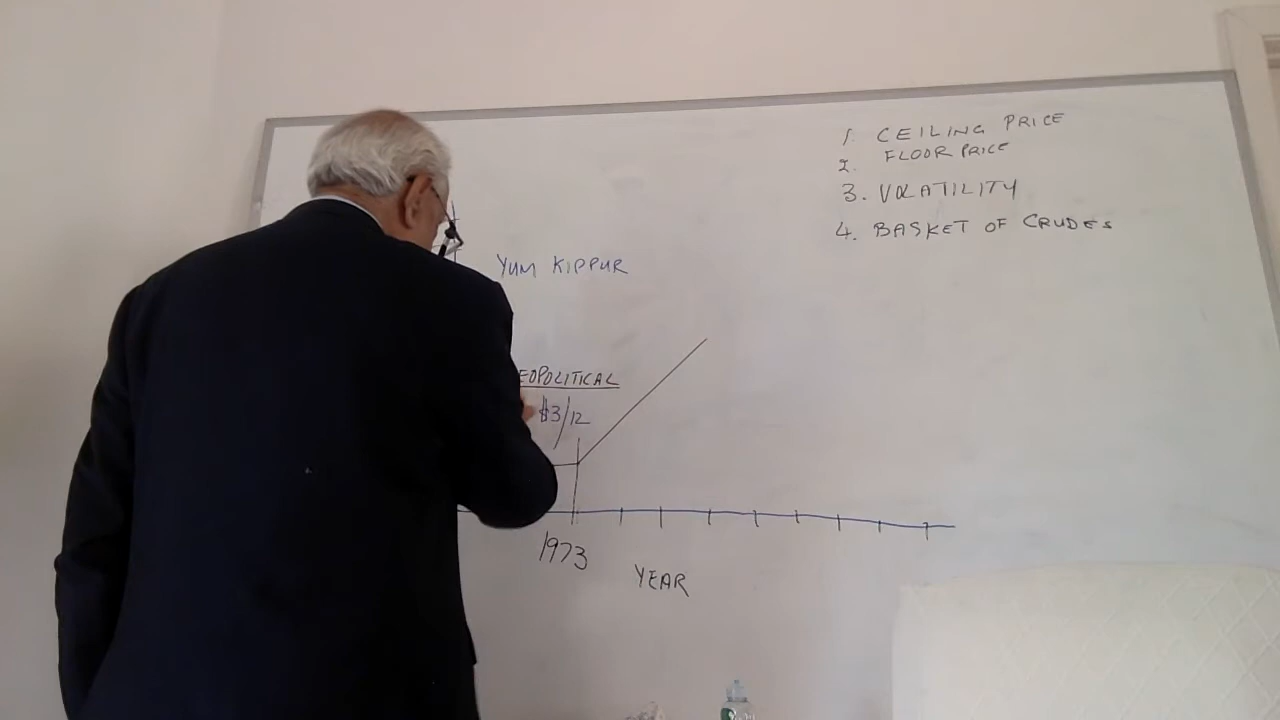 1. CEILING PRICE
2. FLOOR PRICE
3. VOLATILITY
4. BASKET OF CRUDES
YUM KIPPUR
EOPOLITICAL
$3/12
1973
YEAR